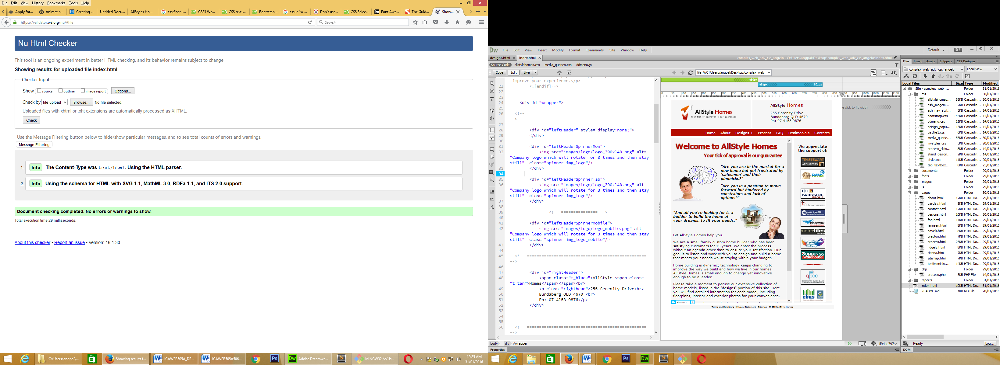 File Edit View History Bookmarks Tools Help
Apply for... Animatin... Creating ... Untitled Docu... AllStyles Ho... css float -... CSS3 We... CSS text-... Bootstrap... css id^= ... Don't use... CSS Selec... Font Awe... The Guid... Show...
https://validator.w3.org/nu/#file
Search
Nu Html Checker
This tool is an ongoing experiment in better HTML checking, and its behavior remains subject to change
Showing results for uploaded file index.html
Checker Input
Show source outline image report Options...
Check by file upload Browse... No file selected.
Uploaded files with xhtml or .xht extensions are automatically processed as XHTML.
Check
Use the Message Filtering button below to hide/show particular messages, and to see total counts of errors and warnings.
Message Filtering
1. Info The Content-Type was text/html. Using the HTML parser.
2. Info Using the schema for HTML with SVG 1.1, MathML 3.0, RDFa 1.1, and ITS 2.0 support.
Document checking completed. No errors or warnings to show.
Total execution time 29 milliseconds.
About this checker • Report an issue • Version: 16.1.30
C:\Users\angpal\... Showing results f... ICAWEB505A_DR... ICAWEB505A506... Adobe Dreamwe... MINGW32:/c/Us...
12:25 AM
31/01/2016
Dw File Edit View Insert Modify Format Commands Site Window Help Default
designs.html index.html complex_web_adv_css_angelo - C:\Users\angpal\Desktop\complex_web_adv_css_angelo\index.html
Source Code allstylehomes.css media_queries.css ddmenu.js
Code Split Live file:///C|/Users/angpal/Desktop/complex_web_
improve your experience.</p>
21 <![endif]-->
22
23
24 <div id="wrapper">
25
26 <!-- =================================================
-->
27
28 <div id="leftHeader" style="display:none;">
29 </div>
30
31 <div id="leftHeaderSpinnerMon">
32 <img src="images/logo/logo_390x140.png" alt=
"Company logo which will rotate for 3 times and then stay
still" class="spinner img_logo"/>
33 </div>
34
35 <div id="leftHeaderSpinnerTab">
36 <img src="images/logo/logo_390x140.png" alt=
"Company logo which will rotate for 3 times and then stay
still" class="spinner img_logo"/>
37 </div>
38
39 <!-- =============== -->
40
41 <div id="leftHeaderSpinnerMobile">
42 <img src="images/logo/logo_mobile.png" alt=
"Company logo which will rotate for 3 times and then stay
still" class="spinner img_logo_mobile"/>
43 </div>
44
45 <!-- =================================================
-->
46
47 <div id="rightHeader">
48 <span class="t_black">AllStyle <span class=
"t_tan">Homes</span></span><br>
49 <p class="righthead">255 Serenity Drive<br>
50 Bundaberg QLD 4670 <br>
51 Ph: 07 4153 9876</p>
52 </div>
53
54
55
56 <!-- =================================================
-->
body div #wrapper
Properties
480px
481px 801px
0 50 100 150 200 250 300 350 400 450 500 550 600 650 700 750 800 900 950 1000 1050 1100 1150
e click to fit width
AllStyle Homes
Your tick of approval is our guarantee
AllStyle Homes
255 Serenity Drive
Bundaberg QLD 4670
Ph: 07 4153 9876
Home About Designs + Process FAQ Testimonials Contacts
Welcome to AllStyle Homes
Your tick of approval is our guarantee
"Are you are in the market for a
new home but get frustrated by
'salesmen' and their
gimmicks?"
"Are you in a position to move
forward but hindered by
constraints and lack of
options?"
"And all you're looking for is a
builder to build the home of
your dreams, to fit your needs."
Let AllStyle Homes help you.
We are a small family custom home builder who has been
satisfying customers for 15 years. We enter the process
without an agenda other than to ensure your satisfaction. Our
goal is to listen and work with you to design and build a home
that meets your needs whilst staying within your budget.
Home building is dynamic; technology keeps changing to
improve the way we build and how we live in our homes.
AllStyle Homes is small enough to change yet innovative
enough to be a leader.
Please take a moment to peruse our extensive collection of
home models, listed in the "designs" portion of this site. Here
you will find detailed information for each model, including
floorplans, interior and exterior photos for your convenience.
div #wrapper
Terms and Conditions | Privacy Statement | Sitemap | © 2015 AllStyle Homes
We appreciate
the support of:
TIM STEWART
ARCHITECTS
RAMS
PARKSIDE
GROUP
Holcim Australia
Neil Hewitt
RIDGEWAY
metrotiles
Wholesale
Paint
Group
BUNNINGS
warehouse
qbcc
cbus
594 x 797
Files Insert Assets Snippets CSS Designer
complex_web_adv_css_angelo Local view
Local Files Size Type Modified
Site - complex_web_... Folder 31/01/2016
css Folder 30/01/2016
allstylehomes... 33KB Cascadin... 30/01/2016
ash_imagem... 2KB Cascadin... 14/01/2016
ash_nav_styl... 3KB Cascadin... 14/01/2016
bootstrap.css 145KB Cascadin... 14/01/2016
ddmenu.css 11KB Cascadin... 14/01/2016
deisign_popu... 13KB Cascadin... 14/01/2016
gistfile1.css 6KB Cascadin... 14/01/2016
media_querie... 56KB Cascadin... 30/01/2016
mystyles.css 3KB Cascadin... 20/01/2016
process_slids... 8KB Cascadin... 14/01/2016
stand_design... 2KB Cascadin... 14/01/2016
style.css 11KB Cascadin... 20/01/2016
tab_textbox.... 8KB Cascadin... 23/01/2016
documents Folder 29/01/2016
fonts Folder 29/01/2016
images Folder 29/01/2016
js Folder 29/01/2016
pages Folder 30/01/2016
about.html 12KB HTML Do... 29/01/2016
barclay.html 8KB HTML Do... 29/01/2016
contact.html 12KB HTML Do... 29/01/2016
designs.html 10KB HTML Do... 30/01/2016
faq.html 11KB HTML Do... 29/01/2016
jannsen.html 8KB HTML Do... 29/01/2016
novelli.html 8KB HTML Do... 29/01/2016
preston.html 7KB HTML Do... 29/01/2016
process.html 25KB HTML Do... 29/01/2016
ridgely.html 8KB HTML Do... 29/01/2016
sienna.html 7KB HTML Do... 29/01/2016
sitemap.html 7KB HTML Do... 29/01/2016
testimonials.... 14KB HTML Do... 29/01/2016
php Folder 29/01/2016
process.php 3KB PHP File 14/01/2016
reports Folder 31/01/2016
index.html 10KB HTML Do... 31/01/2016
README.md 1KB MD File 20/01/2016
Ready Log...
DOM